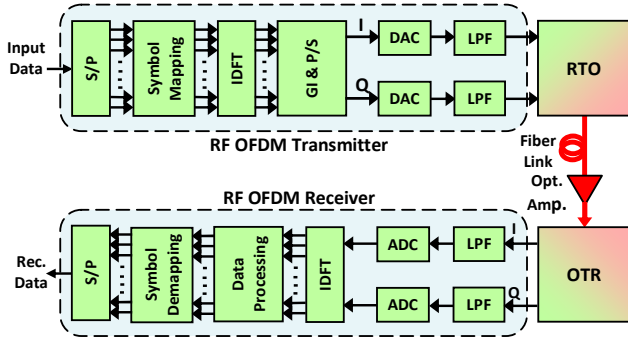 Input
Data
S/P
Symbol
Mapping
IDFT
GI & P/S
I
Q
DAC
LPF
DAC
LPF
RTO
RF OFDM Transmitter
Fiber
Link
Opt.
Amp.
RF OFDM Receiver
Rec.
Data
S/P
Symbol
Demapping
Data
Processing
IDFT
ADC
LPF
I
ADC
LPF
Q
OTR